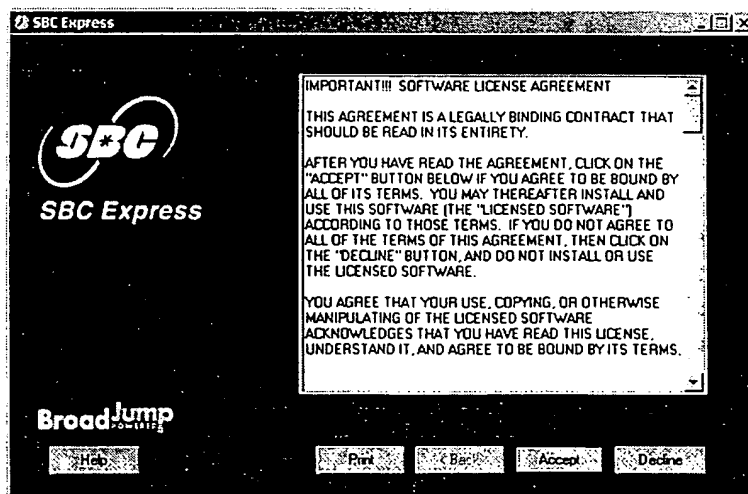 SBC Express
IMPORTANT!!! SOFTWARE LICENSE AGREEMENT
THIS AGREEMENT IS A LEGALLY BINDING CONTRACT THAT
SHOULD BE READ IN ITS ENTIRETY.
AFTER YOU HAVE READ THE AGREEMENT, CLICK ON THE
"ACCEPT" BUTTON BELOW IF YOU AGREE TO BE BOUND BY
ALL OF ITS TERMS. YOU MAY THEREAFTER INSTALL AND
USE THIS SOFTWARE (THE "LICENSED SOFTWARE")
ACCORDING TO THOSE TERMS. IF YOU DO NOT AGREE TO
ALL OF THE TERMS OF THIS AGREEMENT, THEN CLICK ON
THE "DECLINE" BUTTON, AND DO NOT INSTALL OR USE
THE LICENSED SOFTWARE.
YOU AGREE THAT YOUR USE, COPYING, OR OTHERWISE
MANIPULATING OF THE LICENSED SOFTWARE
ACKNOWLEDGES THAT YOU HAVE READ THIS LICENSE,
UNDERSTAND IT, AND AGREE TO BE BOUND BY ITS TERMS.
SBC
SBC Express
BroadJump
POWERED
Help
Print
< Back
Accept
Decline